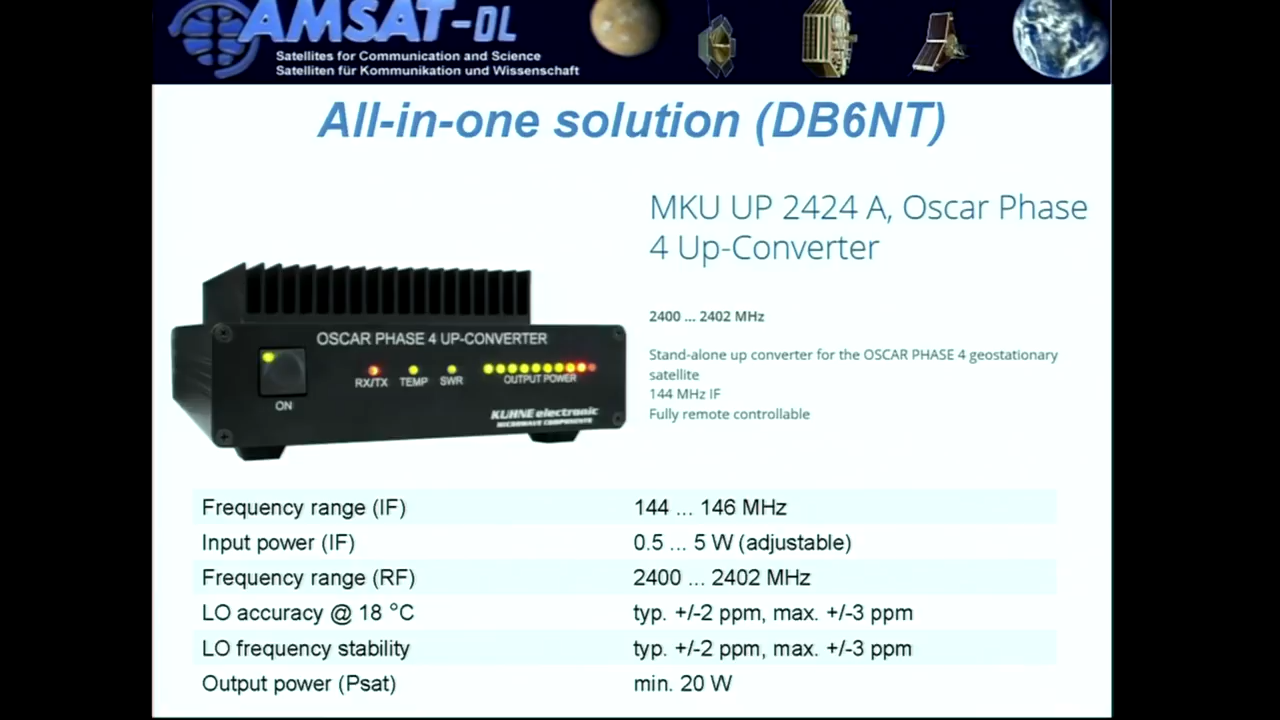 AMSAT-DL
Satellites for Communication and Science
Satelliten für Kommunikation und Wissenschaft
All-in-one solution (DB6NT)
MKU UP 2424 A, Oscar Phase
4 Up-Converter
2400 ... 2402 MHz
Stand-alone up converter for the OSCAR PHASE 4 geostationary
satellite
144 MHz IF
Fully remote controllable
OSCAR PHASE 4 UP-CONVERTER
ON
RX/TX TEMP SWR OUTPUT POWER
KUHNE electronic
MICROWAVE COMPONENTS
Frequency range (IF) 144 ... 146 MHz
Input power (IF) 0.5 ... 5 W (adjustable)
Frequency range (RF) 2400 ... 2402 MHz
LO accuracy @ 18 °C typ. +/-2 ppm, max. +/-3 ppm
LO frequency stability typ. +/-2 ppm, max. +/-3 ppm
Output power (Psat) min. 20 W